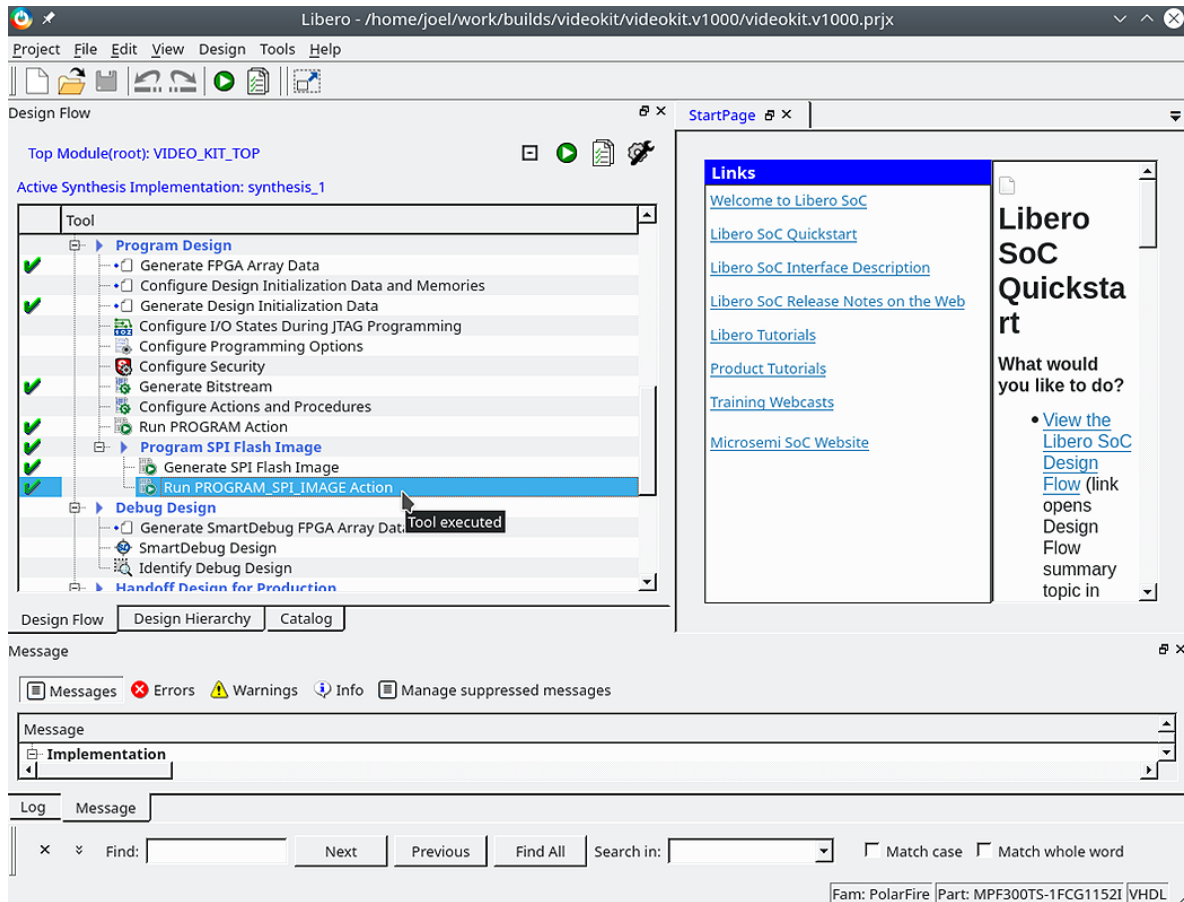 Libero - /home/joel/work/builds/videokit/videokit.v1000/videokit.v1000.prjx
Project File Edit View Design Tools Help
Design Flow
Top Module(root): VIDEO_KIT_TOP
Active Synthesis Implementation: synthesis_1
Tool
Program Design
Generate FPGA Array Data
Configure Design Initialization Data and Memories
Generate Design Initialization Data
Configure I/O States During JTAG Programming
Configure Programming Options
Configure Security
Generate Bitstream
Configure Actions and Procedures
Run PROGRAM Action
Program SPI Flash Image
Generate SPI Flash Image
Run PROGRAM_SPI_IMAGE Action
Tool executed
Debug Design
Generate SmartDebug FPGA Array Data
SmartDebug Design
Identify Debug Design
Handoff Design for Production
Design Flow Design Hierarchy Catalog
StartPage
Links
Welcome to Libero SoC
Libero SoC Quickstart
Libero SoC Interface Description
Libero SoC Release Notes on the Web
Libero Tutorials
Product Tutorials
Training Webcasts
Microsemi SoC Website
Libero
SoC
Quicksta
rt
What would
you like to do?
View the
Libero SoC
Design
Flow (link
opens
Design
Flow
summary
topic in
Message
Messages Errors Warnings Info Manage suppressed messages
Message
Implementation
Log Message
Find: Next Previous Find All Search in: Match case Match whole word
Fam: PolarFire Part: MPF300TS-1FCG1152I VHDL